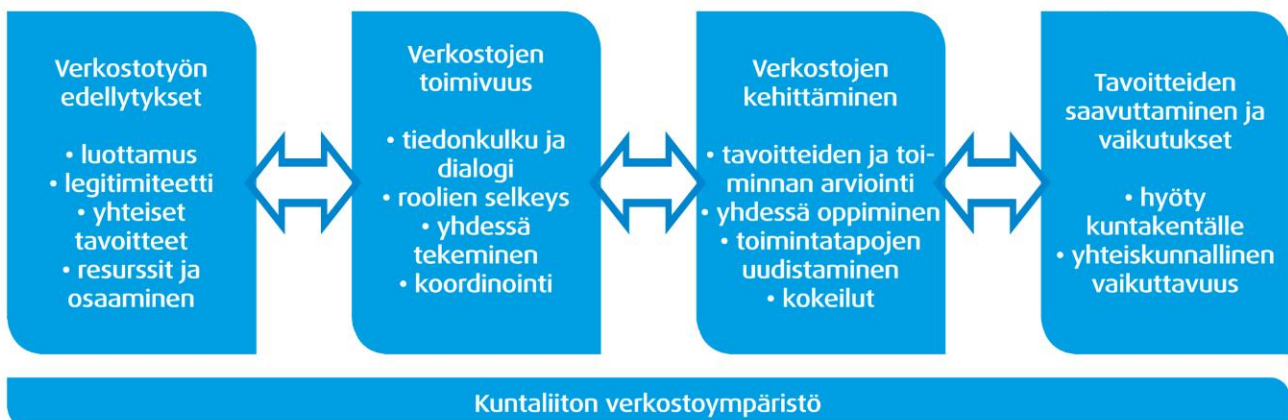 Verkostotyön
edellytykset
• luottamus
• legitimiteetti
• yhteiset
tavoitteet
• resurssit ja
osaaminen
Verkostojen
toimivuus
• tiedonkulku ja
dialogi
• roolien selkeys
• yhdessä
tekeminen
• koordinointi
Verkostojen
kehittäminen
• tavoitteiden ja toi-
minnan arviointi
• yhdessä oppiminen
• toimintatapojen
uudistaminen
• kokeilut
Tavoitteiden
saavuttaminen ja
vaikutukset
• hyöty
kuntakentälle
• yhteiskunnallinen
vaikuttavuus
Kuntaliiton verkostoympäristö